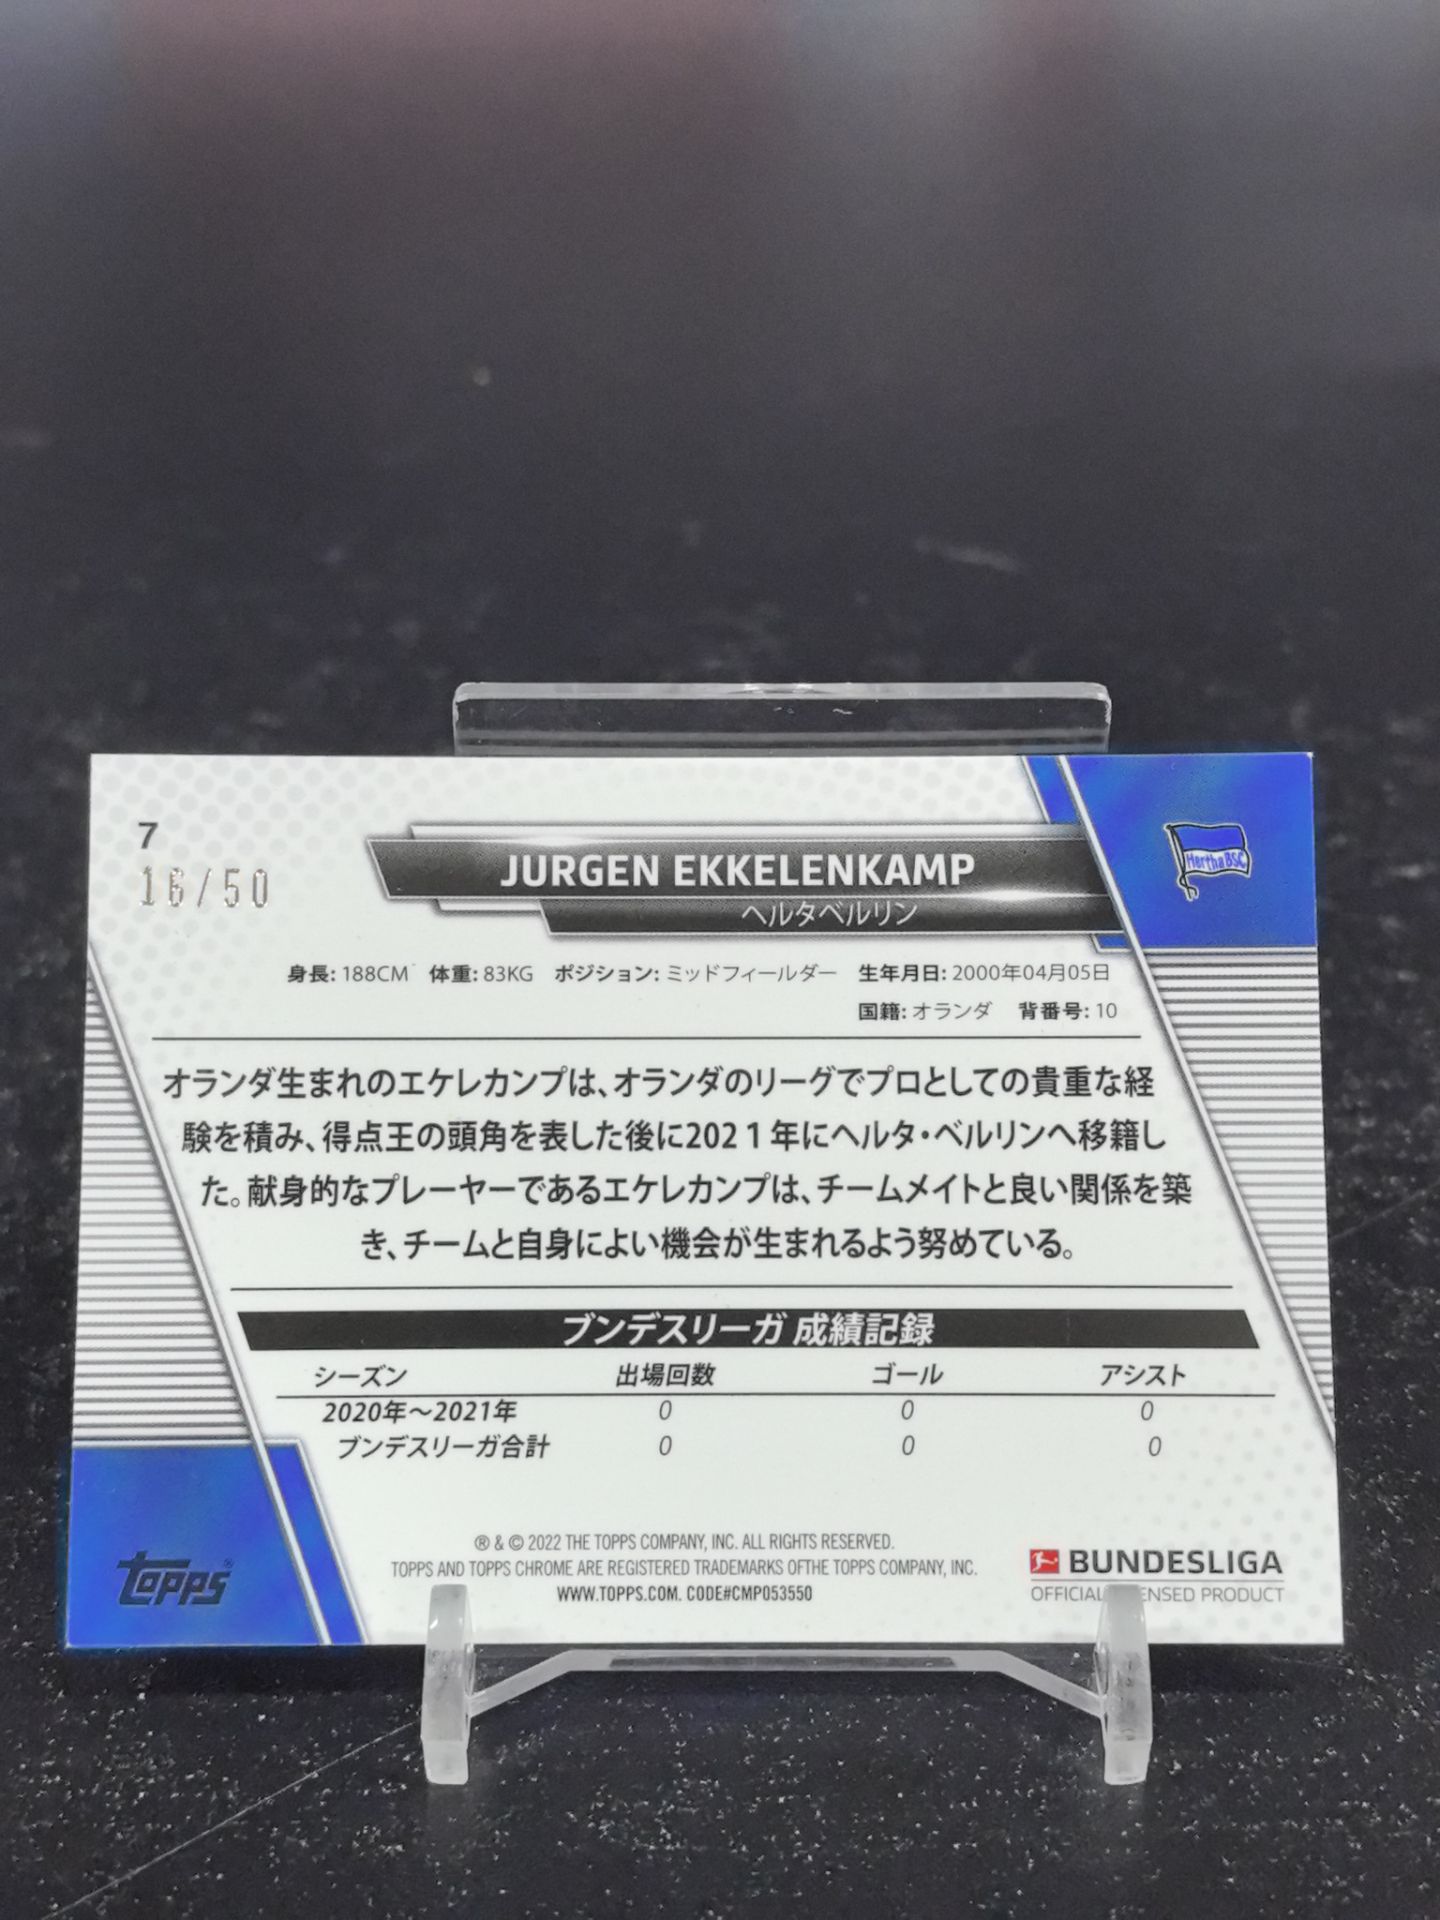 7
16/50
JURGEN EKKELENKAMP
ヘルタベルリン
Hertha BSC
身長: 188CM 体重: 83KG ポジション: ミッドフィールダー 生年月日: 2000年04月05日
国籍: オランダ 背番号: 10
オランダ生まれのエケレカンプは、オランダのリーグでプロとしての貴重な経
験を積み、得点王の頭角を表した後に2021年にヘルタ・ベルリンへ移籍し
た。献身的なプレーヤーであるエケレカンプは、チームメイトと良い関係を築
き、チームと自身によい機会が生まれるよう努めている。
ブンデスリーガ 成績記録
シーズン 出場回数 ゴール アシスト
2020年～2021年 0 0 0
ブンデスリーガ合計 0 0 0
® & © 2022 THE TOPPS COMPANY, INC. ALL RIGHTS RESERVED.
TOPPS AND TOPPS CHROME ARE REGISTERED TRADEMARKS OFTHE TOPPS COMPANY, INC.
WWW.TOPPS.COM. CODE#CMP053550
topps®
BUNDESLIGA
OFFICIAL PRODUCT